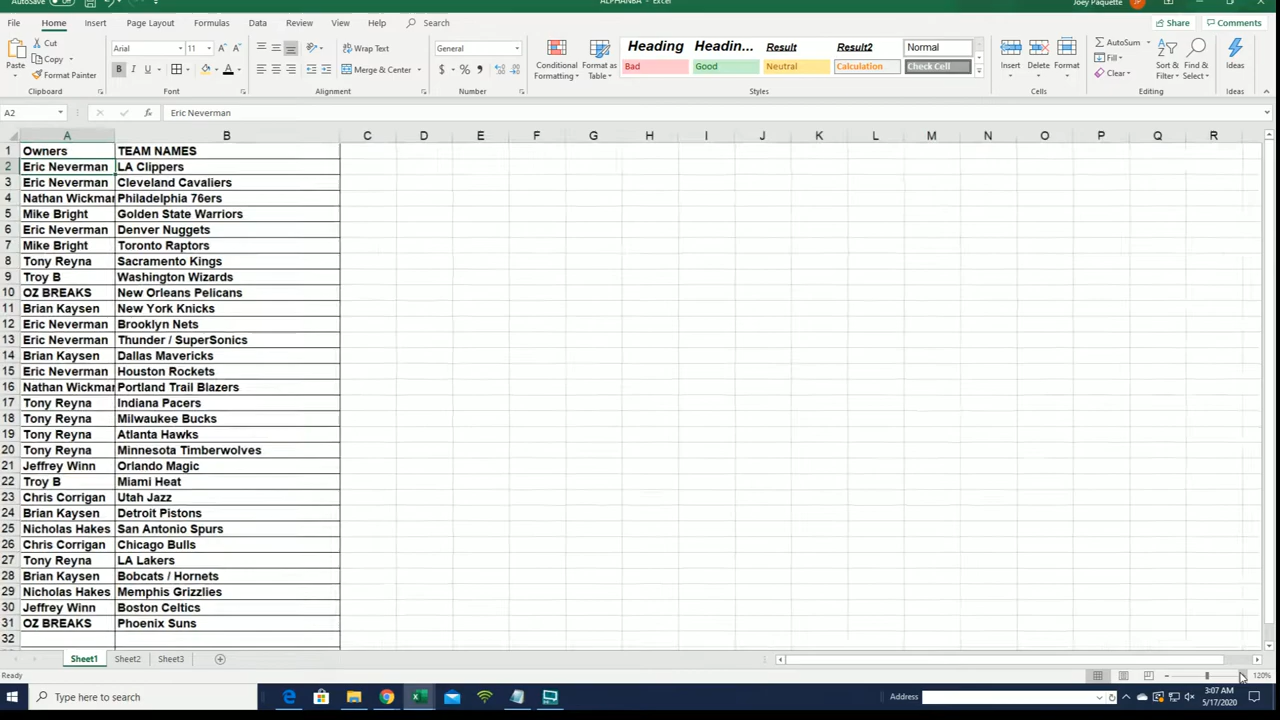 AutoSave Off ALPHANBA - Excel Joey Paquette JP
File Home Insert Page Layout Formulas Data Review View Help Search Share Comments
Paste Cut Copy Format Painter Clipboard
Arial 11 B I U Font
Wrap Text Merge & Center Alignment
General $ % Number
Conditional Formatting Format as Table
Heading Headin... Result Result2 Normal
Bad Good Neutral Calculation Check Cell
Styles
Insert Delete Format Cells
AutoSum Fill Clear Sort & Filter Find & Select Editing
Ideas Ideas
A2 fx Eric Neverman
A B C D E F G H I J K L M N O P Q R
1 Owners TEAM NAMES
2 Eric Neverman LA Clippers
3 Eric Neverman Cleveland Cavaliers
4 Nathan Wickmar Philadelphia 76ers
5 Mike Bright Golden State Warriors
6 Eric Neverman Denver Nuggets
7 Mike Bright Toronto Raptors
8 Tony Reyna Sacramento Kings
9 Troy B Washington Wizards
10 OZ BREAKS New Orleans Pelicans
11 Brian Kaysen New York Knicks
12 Eric Neverman Brooklyn Nets
13 Eric Neverman Thunder / SuperSonics
14 Brian Kaysen Dallas Mavericks
15 Eric Neverman Houston Rockets
16 Nathan Wickmar Portland Trail Blazers
17 Tony Reyna Indiana Pacers
18 Tony Reyna Milwaukee Bucks
19 Tony Reyna Atlanta Hawks
20 Tony Reyna Minnesota Timberwolves
21 Jeffrey Winn Orlando Magic
22 Troy B Miami Heat
23 Chris Corrigan Utah Jazz
24 Brian Kaysen Detroit Pistons
25 Nicholas Hakes San Antonio Spurs
26 Chris Corrigan Chicago Bulls
27 Tony Reyna LA Lakers
28 Brian Kaysen Bobcats / Hornets
29 Nicholas Hakes Memphis Grizzlies
30 Jeffrey Winn Boston Celtics
31 OZ BREAKS Phoenix Suns
32
Sheet1 Sheet2 Sheet3
Ready 120%
Type here to search Address 3:07 AM
5/17/2020